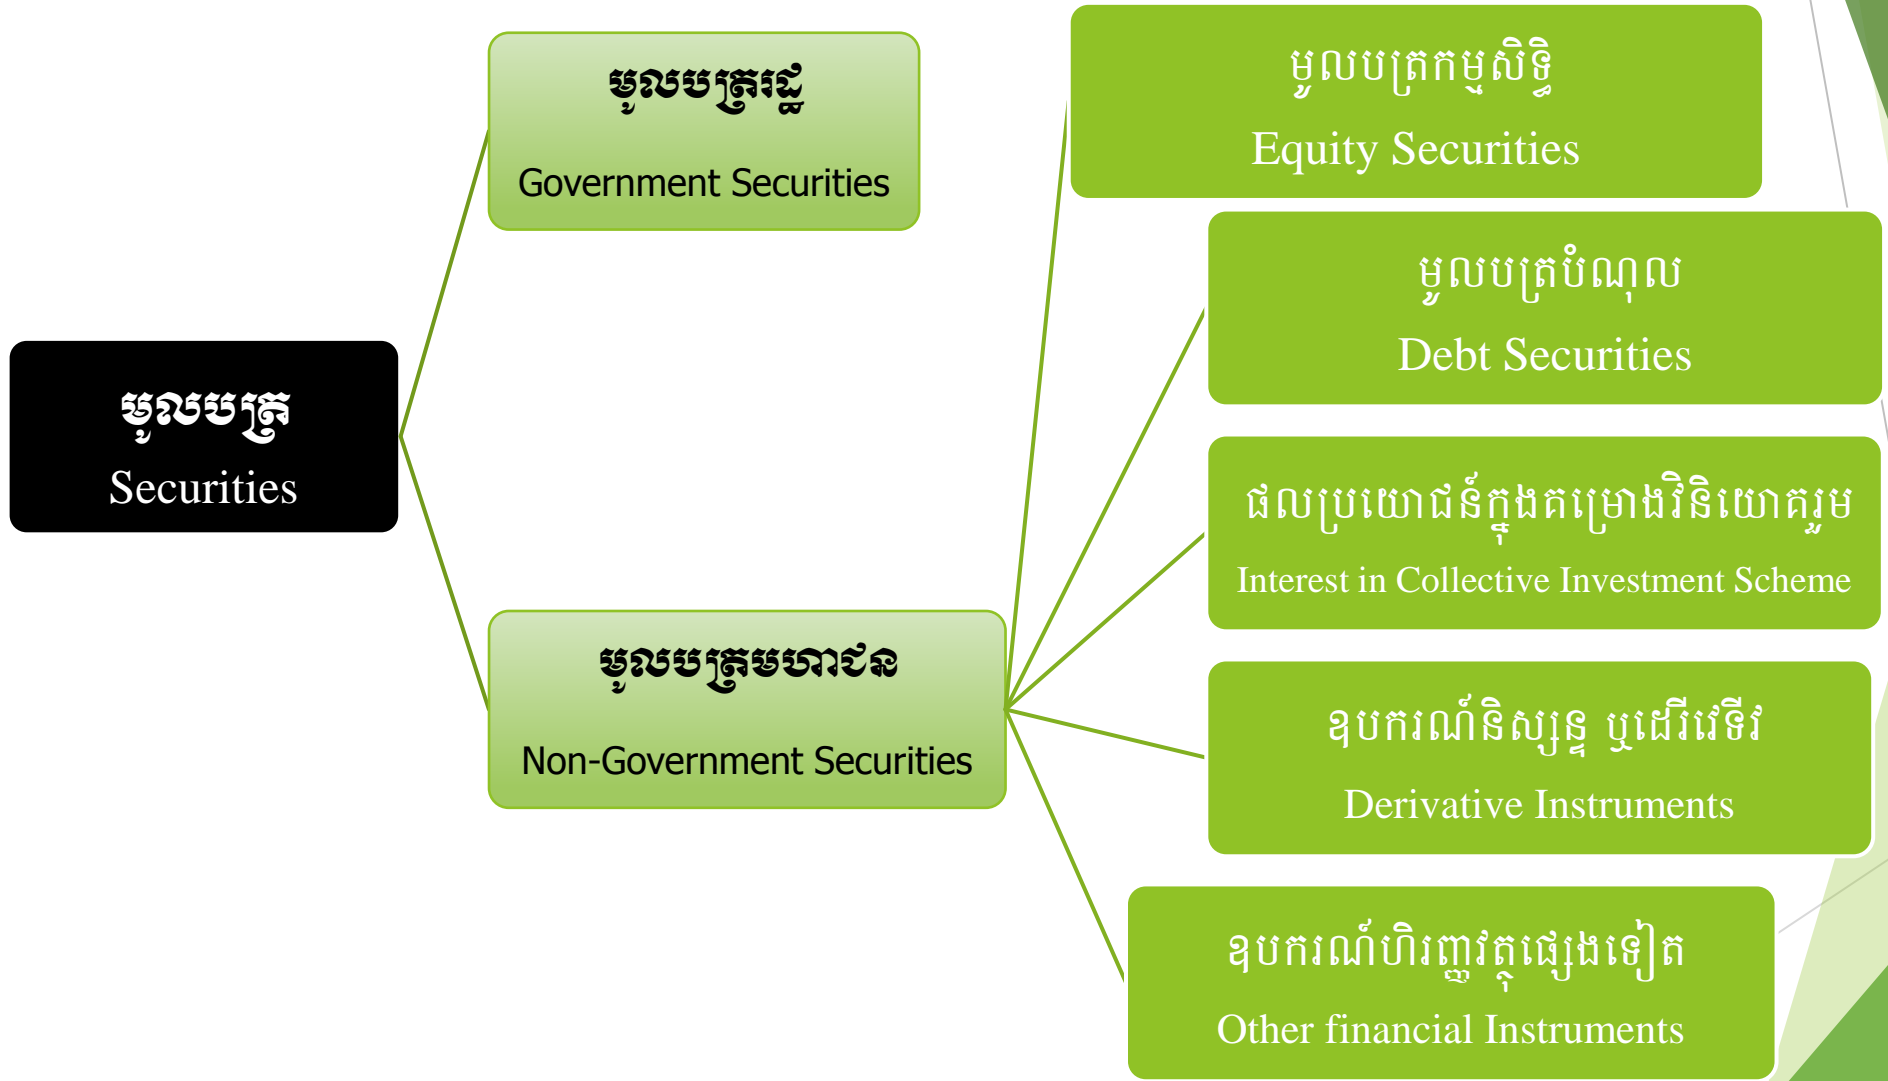 មូលបត្រ
Securities
មូលបត្ររដ្ឋ
Government Securities
មូលបត្រមហាជន
Non-Government Securities
មូលបត្រកម្មសិទ្ធិ
Equity Securities
មូលបត្របំណុល
Debt Securities
ផលប្រយោជន៍ក្នុងគម្រោងវិនិយោគរួម
Interest in Collective Investment Scheme
ឧបករណ៍និស្សន្ទ ឬដេរីវេទីវ
Derivative Instruments
ឧបករណ៍ហិរញ្ញវត្ថុផ្សេងទៀត
Other financial Instruments